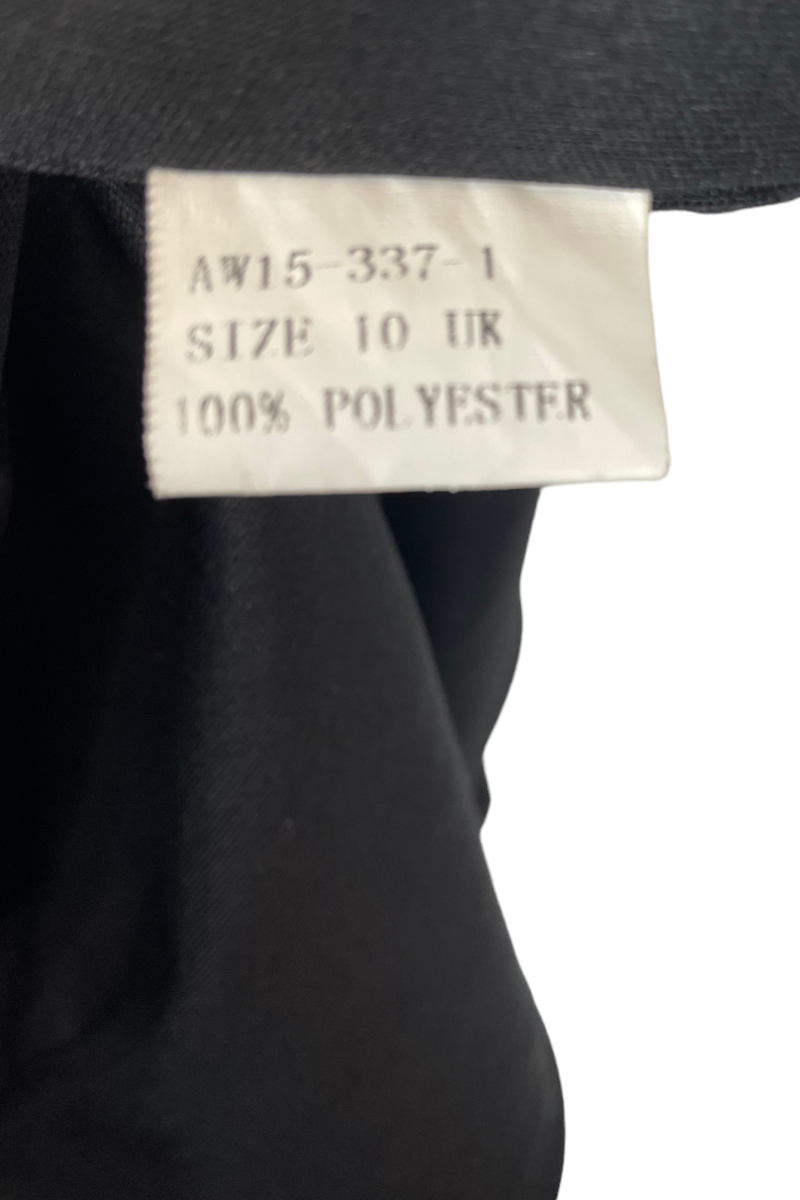 AW15-337-1
SIZE 10 UK
100% POLYESTER